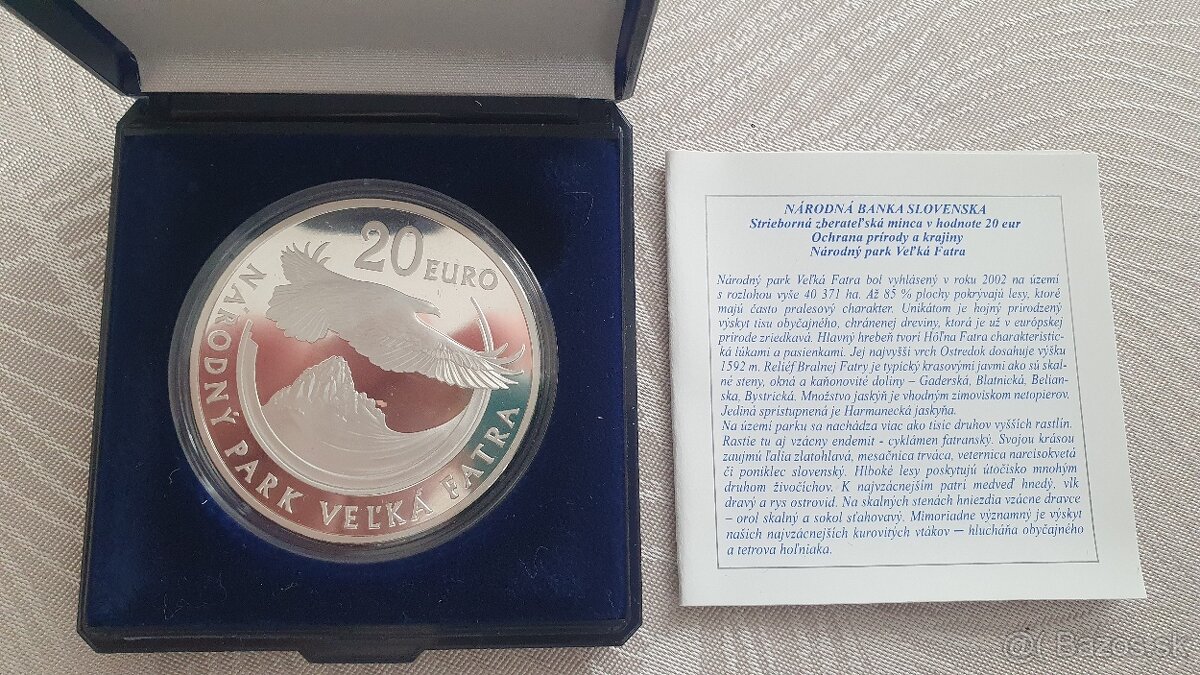 20 EURO
NÁRODNÝ PARK VEĽKÁ FATRA
NÁRODNÁ BANKA SLOVENSKA
Strieborná zberateľská minca v hodnote 20 eur
Ochrana prírody a krajiny
Národný park Veľká Fatra
Národný park Veľká Fatra bol vyhlásený v roku 2002 na území
s rozlohou vyše 40 371 ha. Až 85 % plochy pokrývajú lesy, ktoré
majú často pralesový charakter. Unikátom je hojný prirodzený
výskyt tisu obyčajného, chránenej dreviny, ktorá je už v európskej
prírode zriedkavá. Hlavný hrebeň tvorí Hôľna Fatra charakteristic-
ká lúkami a pasienkami. Jej najvyšší vrch Ostredok dosahuje výšku
1592 m. Reliéf Bralnej Fatry je typický krasovými javmi ako sú skal-
né steny, okná a kaňonovité doliny – Gaderská, Blatnická, Belian-
ska, Bystrická. Množstvo jaskýň je vhodným zimoviskom netopierov.
Jediná sprístupnená je Harmanecká jaskyňa.
Na území parku sa nachádza viac ako tisíc druhov vyšších rastlín.
Rastie tu aj vzácny endemit - cyklámen fatranský. Svojou krásou
zaujmú ľalia zlatohlavá, mesačnica trváca, veternica narcisokvetá
či poniklec slovenský. Hlboké lesy poskytujú útočisko mnohým
druhom živočíchov. K najvzácnejším patrí medveď hnedý, vlk
dravý a rys ostrovid. Na skalných stenách hniezdia vzácne dravce
– orol skalný a sokol sťahovavý. Mimoriadne významný je výskyt
našich najvzácnejších kurovitých vtákov – hlucháňa obyčajného
a tetrova hoľniaka.
@ Bazos.sk